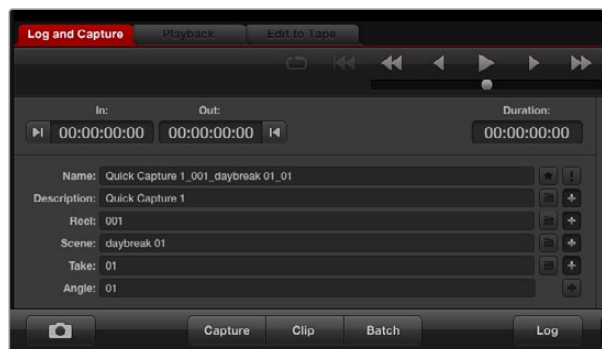 Log and Capture Playback Edit to Tape
In: Out: Duration:
00:00:00:00 00:00:00:00 00:00:00:00
Name: Quick Capture 1_001_daybreak 01_01
Description: Quick Capture 1
Reel: 001
Scene: daybreak 01
Take: 01
Angle: 01
Capture Clip Batch Log